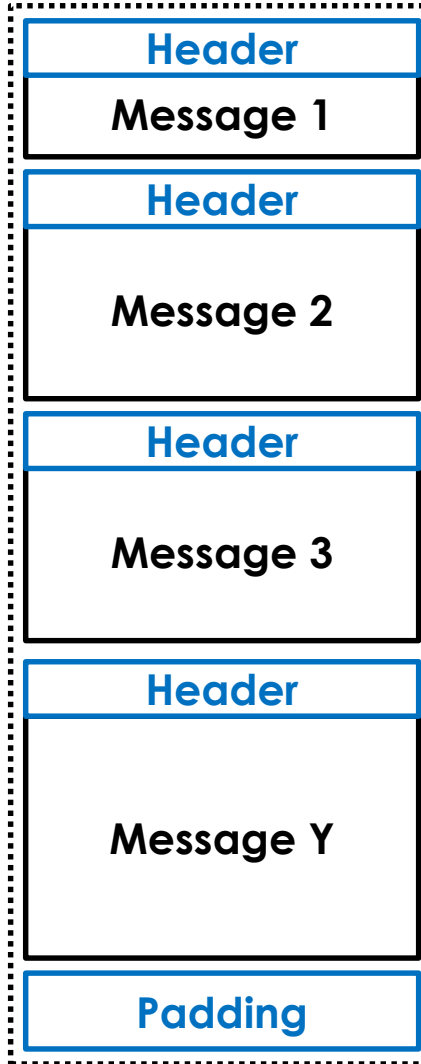 Header
Message 1
Header
Message 2
Header
Message 3
Header
Message Y
Padding